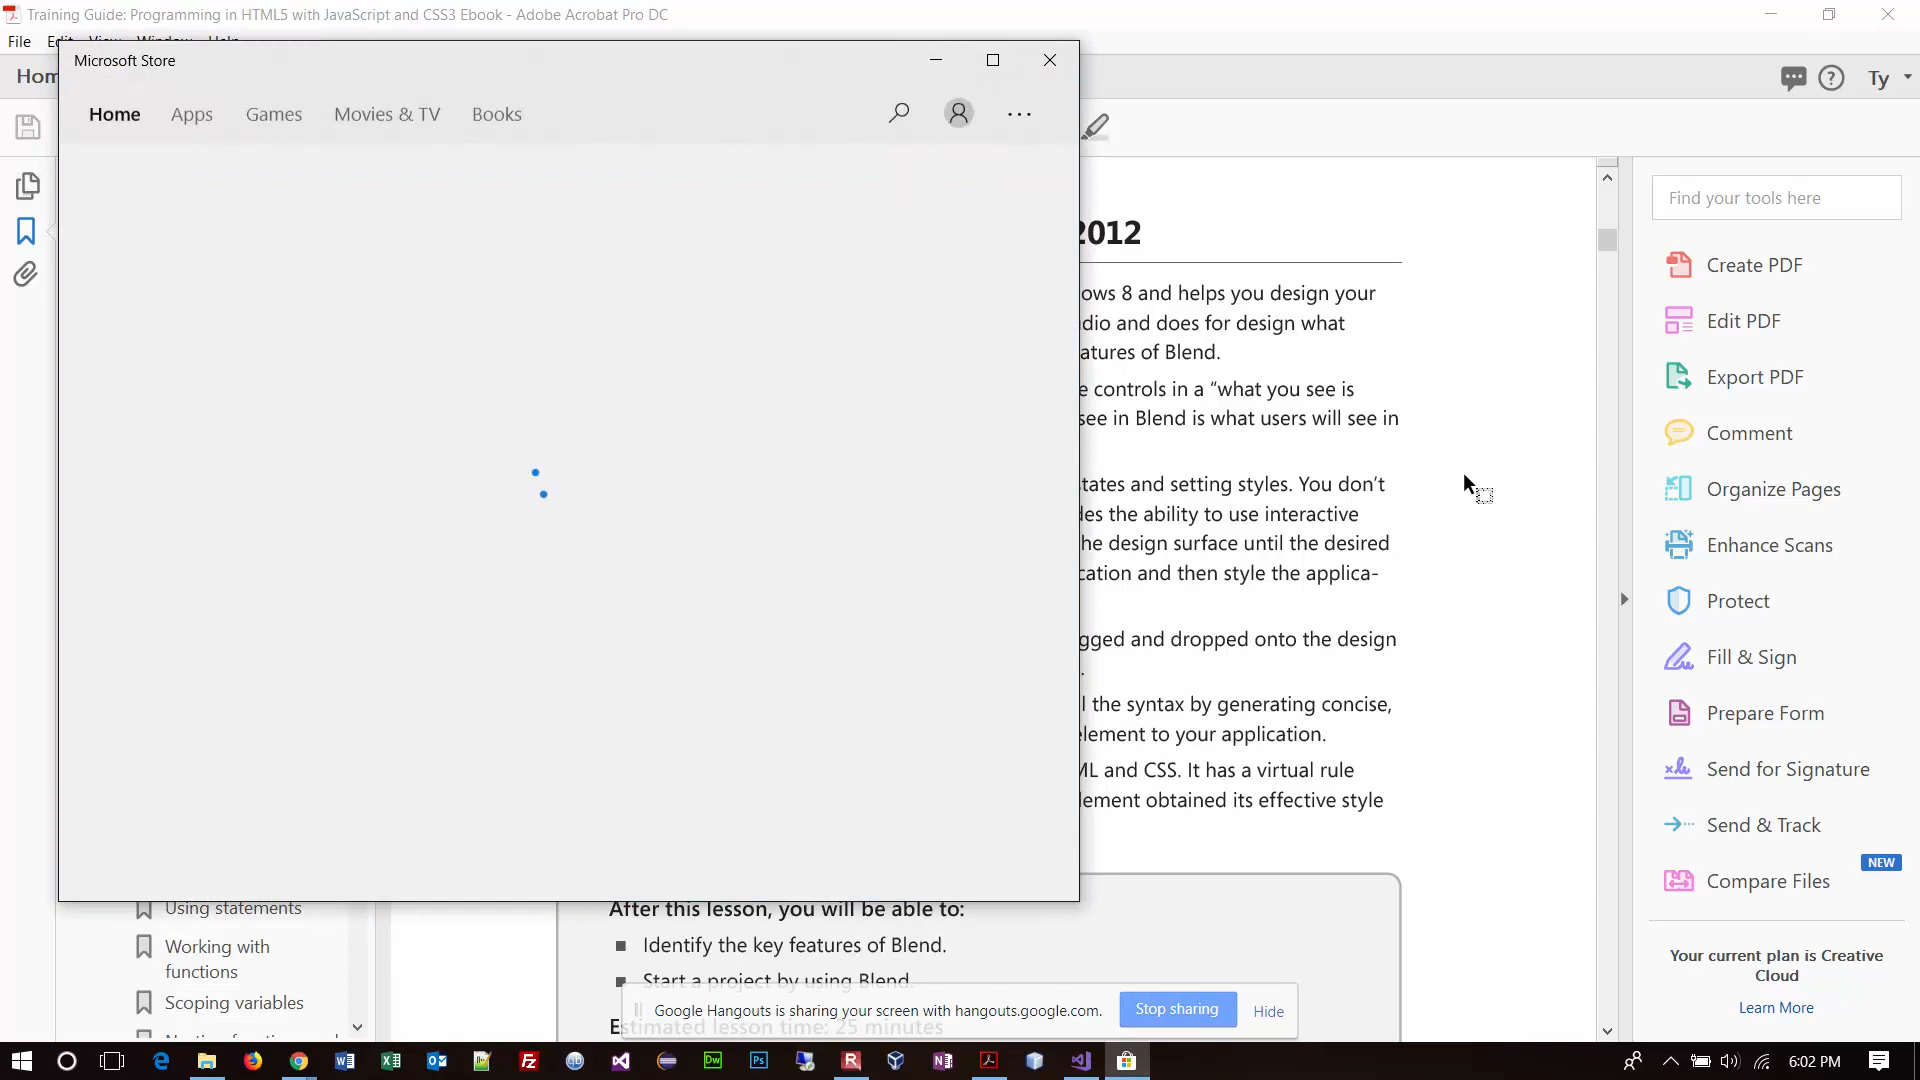 Training Guide: Programming in HTML5 with JavaScript and CSS3 Ebook - Adobe Acrobat Pro DC
File
Microsoft Store
Home Apps Games Movies & TV Books
Ty
Find your tools here
2012
ows 8 and helps you design your
dio and does for design what
atures of Blend.
e controls in a “what you see is
see in Blend is what users will see in
tates and setting styles. You don’t
les the ability to use interactive
he design surface until the desired
cation and then style the applica-
gged and dropped onto the design
.
l the syntax by generating concise,
element to your application.
ML and CSS. It has a virtual rule
lement obtained its effective style
Create PDF
Edit PDF
Export PDF
Comment
Organize Pages
Enhance Scans
Protect
Fill & Sign
Prepare Form
Send for Signature
Send & Track
NEW
Compare Files
Your current plan is Creative
Cloud
Learn More
Using statements
Working with
functions
Scoping variables
After this lesson, you will be able to:
■ Identify the key features of Blend.
■ Start a project by using Blend.
Estimated lesson time: 25 minutes
Google Hangouts is sharing your screen with hangouts.google.com. Stop sharing Hide
6:02 PM